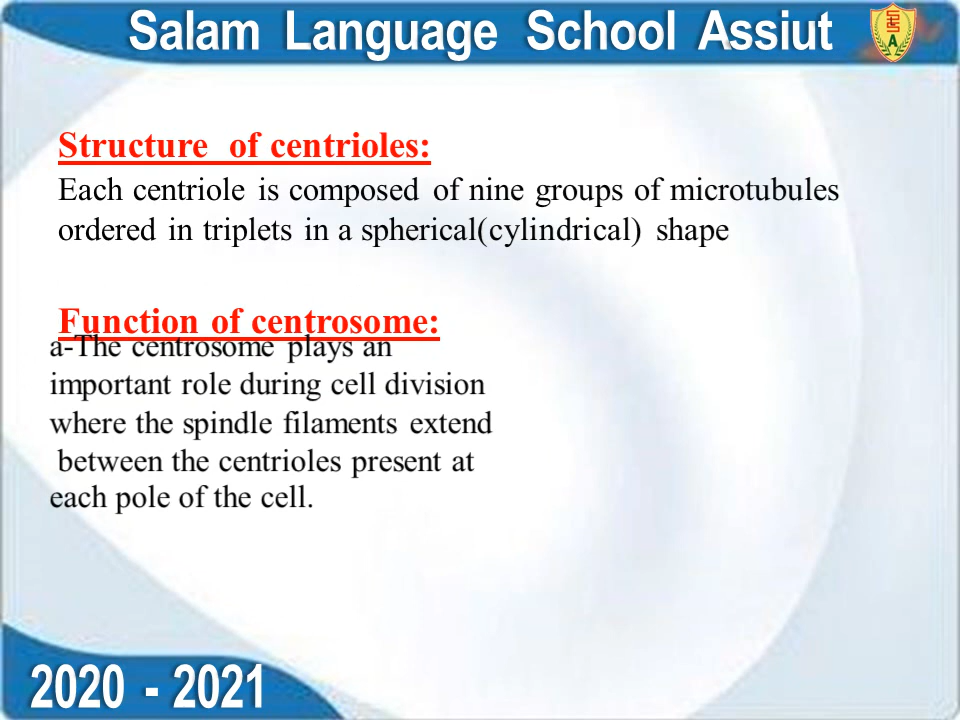 Salam Language School Assiut
A
Structure of centrioles:
Each centriole is composed of nine groups of microtubules
ordered in triplets in a spherical(cylindrical) shape
Function of centrosome:
a-The centrosome plays an
important role during cell division
where the spindle filaments extend
between the centrioles present at
each pole of the cell.
2020 - 2021